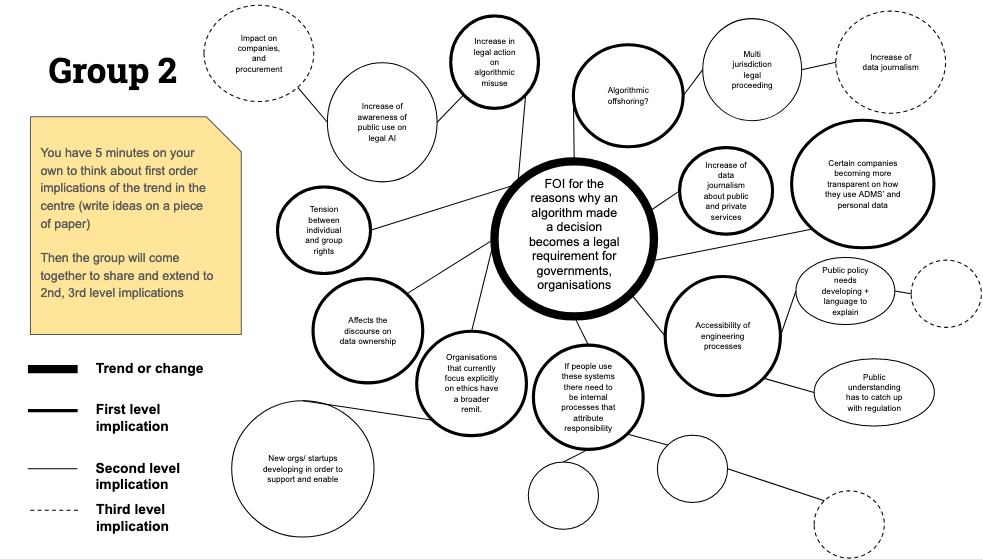 Group 2
You have 5 minutes on your
own to think about first order
implications of the trend in the
centre (write ideas on a piece
of paper)
Then the group will come
together to share and extend to
2nd, 3rd level implications
Trend or change
First level
implication
Second level
implication
Third level
implication
Impact on
companies,
and
procurement
Increase of
awareness of
public use on
legal AI
Increase in
legal action
on
algorithmic
misuse
Algorithmic
offshoring?
Multi
jurisdiction
legal
proceeding
Increase of
data journalism
Tension
between
individual
and group
rights
FOI for the
reasons why an
algorithm made
a decision
becomes a legal
requirement for
governments,
organisations
Increase of
data
journalism
about public
and private
services
Certain companies
becoming more
transparent on how
they use ADMS' and
personal data
Affects the
discourse on
data ownership
Organisations
that currently
focus explicitly
on ethics have
a broader
remit.
If people use
these systems
there need to
be internal
processes that
attribute
responsibility
Accessibility of
engineering
processes
Public policy
needs
developing +
language to
explain
Public
understanding
has to catch up
with regulation
New orgs/ startups
developing in order to
support and enable